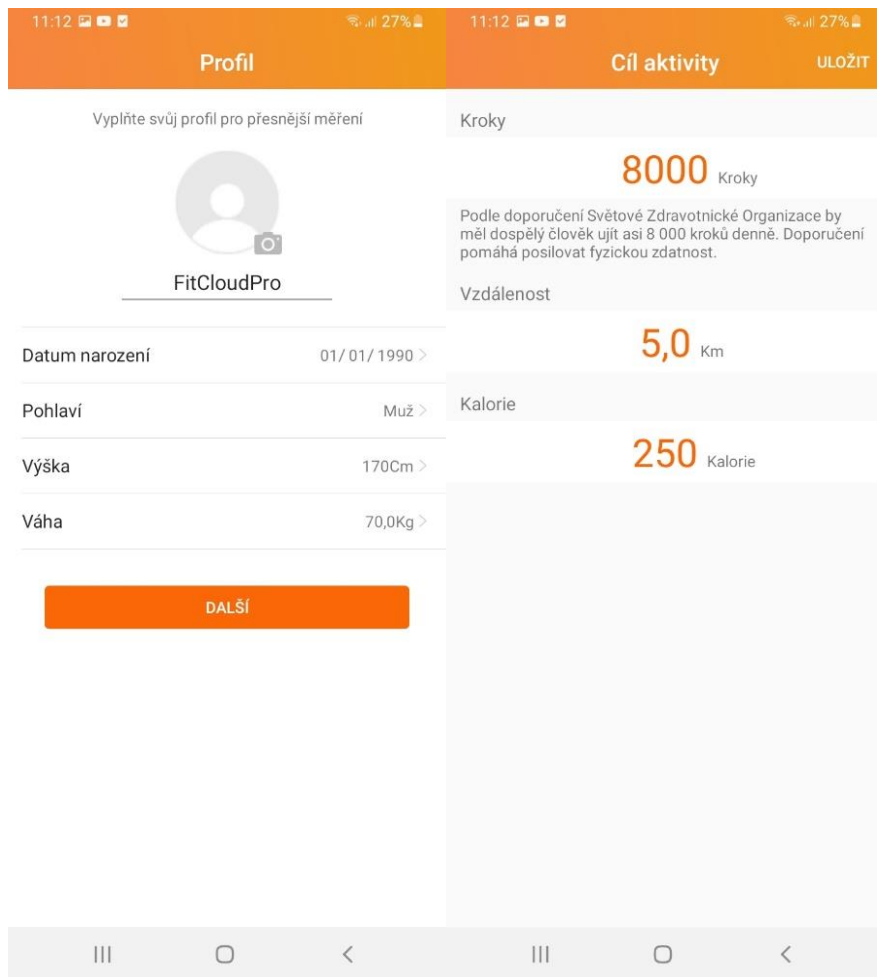 11:12 27%
Profil
Vyplňte svůj profil pro přesnější měření
FitCloudPro
Datum narození 01/01/1990
Pohlaví Muž
Výška 170Cm
Váha 70,0Kg
DALŠÍ
11:12 27%
Cíl aktivity ULOŽIT
Kroky
8000 Kroky
Podle doporučení Světové Zdravotnické Organizace by
měl dospělý člověk ujít asi 8 000 kroků denně. Doporučení
pomáhá posilovat fyzickou zdatnost.
Vzdálenost
5,0 Km
Kalorie
250 Kalorie